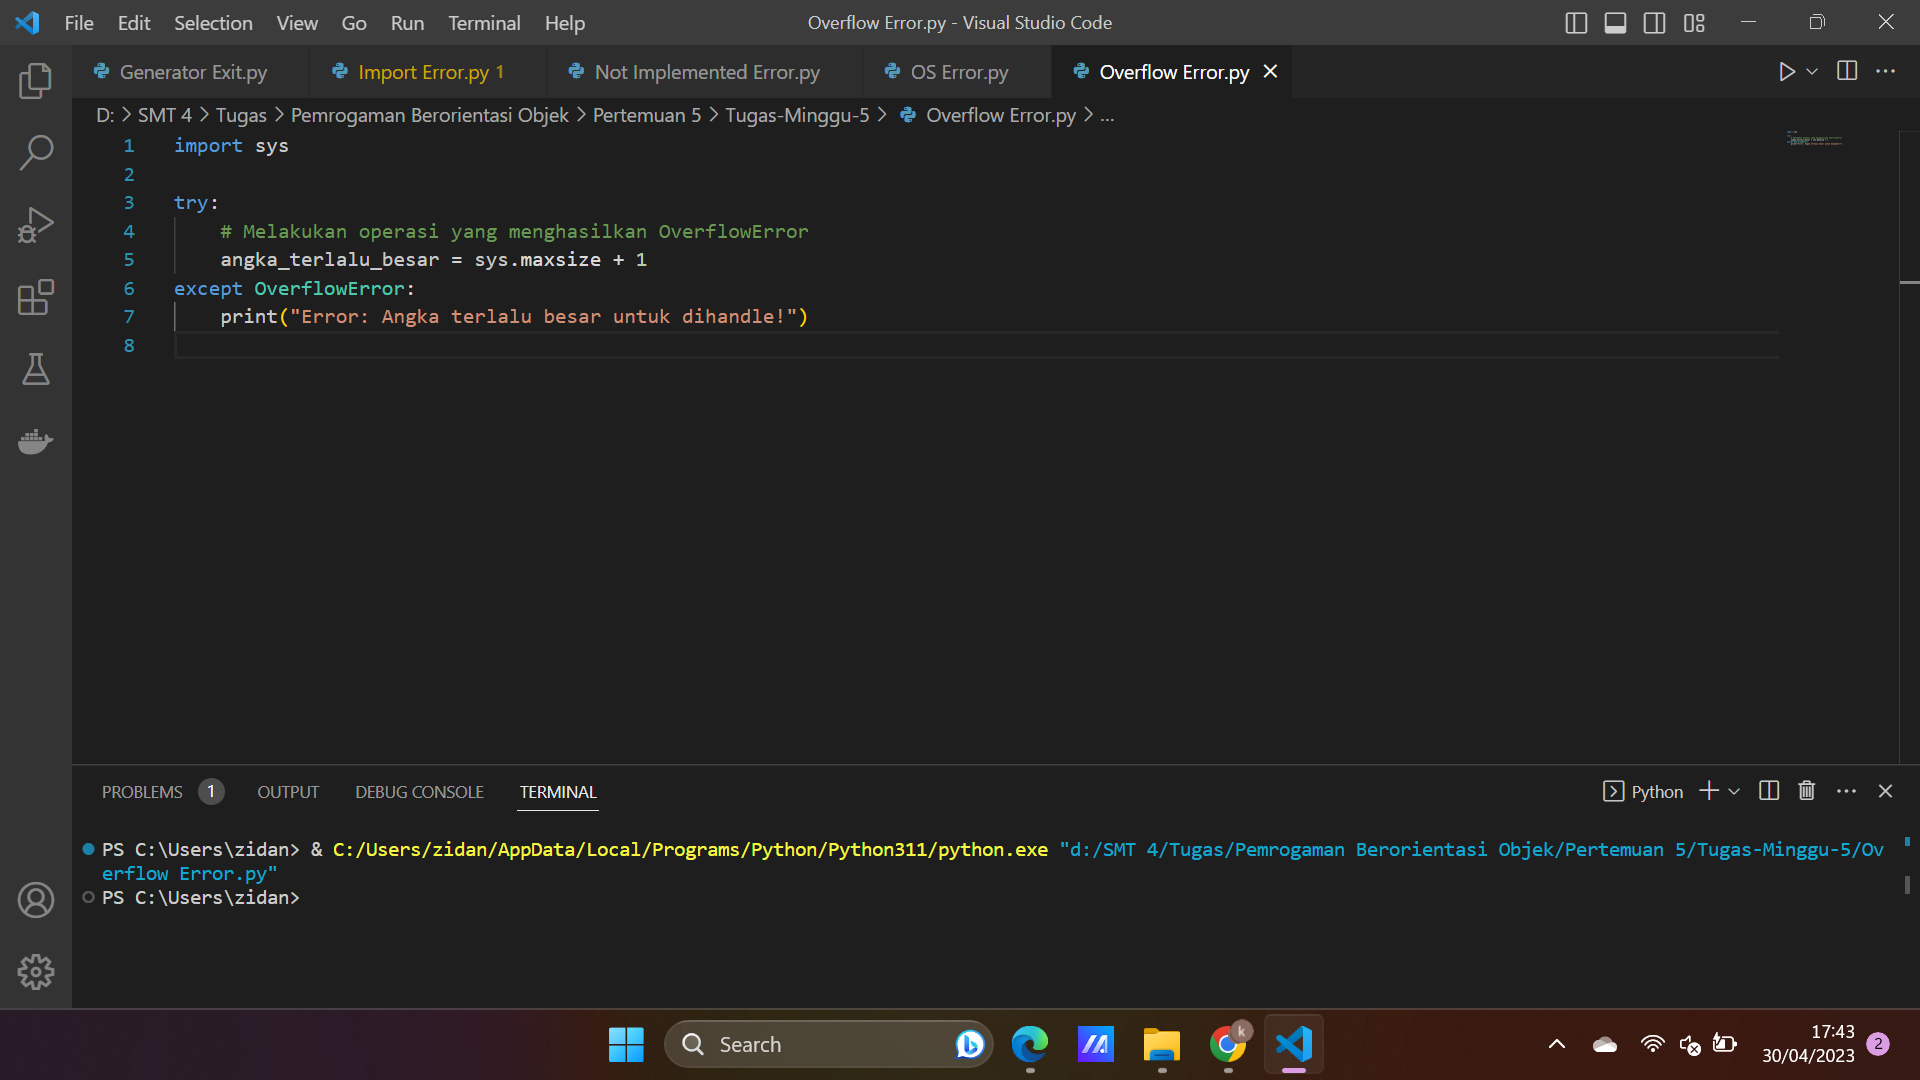 File Edit Selection View Go Run Terminal Help Overflow Error.py - Visual Studio Code
Generator Exit.py Import Error.py 1 Not Implemented Error.py OS Error.py Overflow Error.py
D: > SMT 4 > Tugas > Pemrogaman Berorientasi Objek > Pertemuan 5 > Tugas-Minggu-5 > Overflow Error.py > ...
1 import sys
2
3 try:
4 # Melakukan operasi yang menghasilkan OverflowError
5 angka_terlalu_besar = sys.maxsize + 1
6 except OverflowError:
7 print("Error: Angka terlalu besar untuk dihandle!")
8
PROBLEMS 1 OUTPUT DEBUG CONSOLE TERMINAL Python
PS C:\Users\zidan> & C:/Users/zidan/AppData/Local/Programs/Python/Python311/python.exe "d:/SMT 4/Tugas/Pemrogaman Berorientasi Objek/Pertemuan 5/Tugas-Minggu-5/Ov
erflow Error.py"
PS C:\Users\zidan>
Search k 17:43
30/04/2023 2